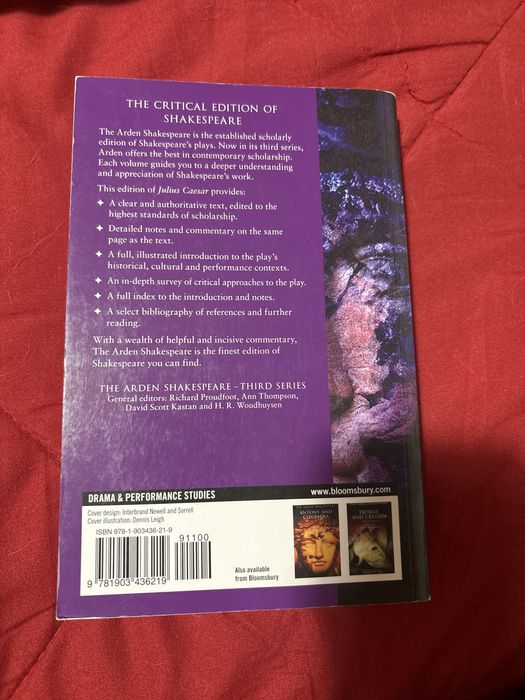 THE CRITICAL EDITION OF
SHAKESPEARE
The Arden Shakespeare is the established scholarly
edition of Shakespeare's plays. Now in its third series,
Arden offers the best in contemporary scholarship.
Each volume guides you to a deeper understanding
and appreciation of Shakespeare's work.
This edition of Julius Caesar provides:
✦ A clear and authoritative text, edited to the
highest standards of scholarship.
✦ Detailed notes and commentary on the same
page as the text.
✦ A full, illustrated introduction to the play's
historical, cultural and performance contexts.
✦ An in-depth survey of critical approaches to the play.
✦ A full index to the introduction and notes.
✦ A select bibliography of references and further
reading.
With a wealth of helpful and incisive commentary,
The Arden Shakespeare is the finest edition of
Shakespeare you can find.
THE ARDEN SHAKESPEARE – THIRD SERIES
General editors: Richard Proudfoot, Ann Thompson,
David Scott Kastan and H. R. Woudhuysen
DRAMA & PERFORMANCE STUDIES
www.bloomsbury.com
Cover design: Interbrand Newell and Sorrell
Cover illustration: Dennis Leigh
ISBN 978-1-903436-21-9
91100
9 781903 436219
Also available
from Bloomsbury
ANTONY AND
CLEOPATRA
TROILUS
AND CRESSIDA